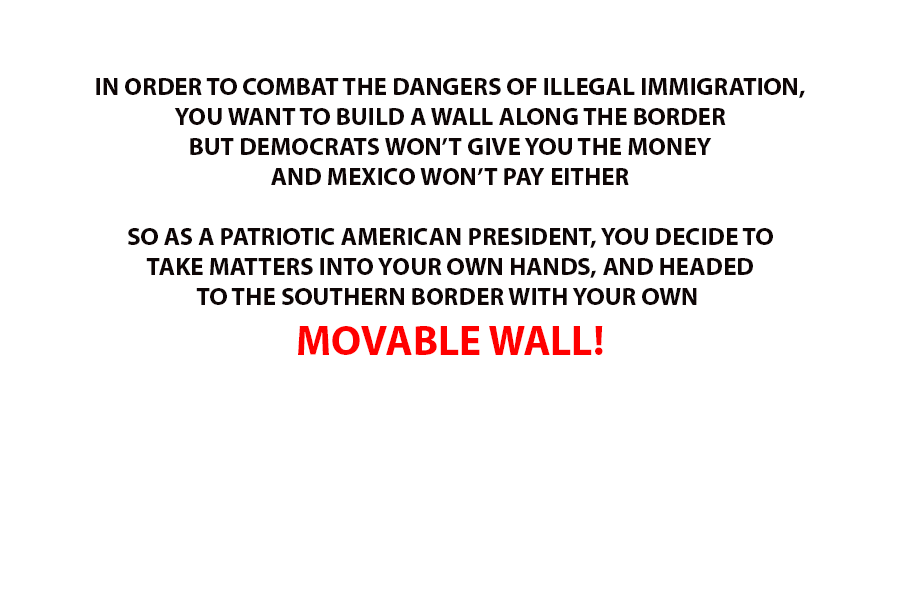 IN ORDER TO COMBAT THE DANGERS OF ILLEGAL IMMIGRATION,
YOU WANT TO BUILD A WALL ALONG THE BORDER
BUT DEMOCRATS WON’T GIVE YOU THE MONEY
AND MEXICO WON’T PAY EITHER
SO AS A PATRIOTIC AMERICAN PRESIDENT, YOU DECIDE TO
TAKE MATTERS INTO YOUR OWN HANDS, AND HEADED
TO THE SOUTHERN BORDER WITH YOUR OWN
MOVABLE WALL!